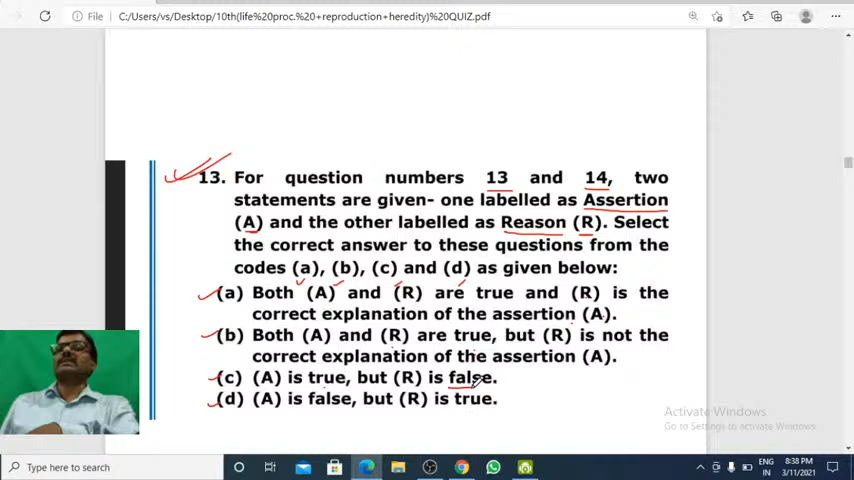 File
C:/Users/vs/Desktop/10th(life%20proc.%20+reproduction+heredity)%20QUIZ.pdf
13. For question numbers 13 and 14, two
statements are given- one labelled as Assertion
(A) and the other labelled as Reason (R). Select
the correct answer to these questions from the
codes (a), (b), (c) and (d) as given below:
(a) Both (A) and (R) are true and (R) is the
correct explanation of the assertion (A).
(b) Both (A) and (R) are true, but (R) is not the
correct explanation of the assertion (A).
(c) (A) is true, but (R) is false.
(d) (A) is false, but (R) is true.
Activate Windows
Go to Settings to activate Windows.
Type here to search
ENG
IN
8:38 PM
3/11/2021